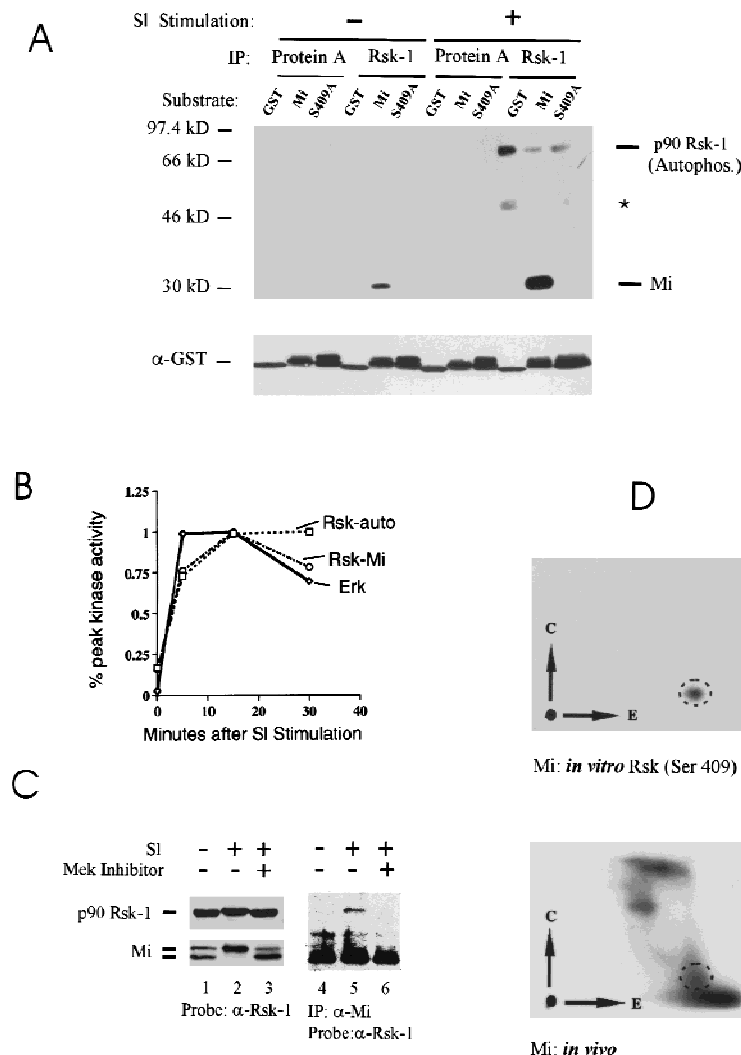 A
Sl Stimulation: – +
IP: Protein A Rsk-1 Protein A Rsk-1
Substrate: GST Mi S409A GST Mi S409A GST Mi S409A GST Mi S409A
97.4 kD –
66 kD –
46 kD –
30 kD –
p90 Rsk-1
(Autophos.)
*
Mi
α-GST –
B
% peak kinase activity
1.25
1
0.75
0.5
0.25
0
0 10 20 30 40
Minutes after Sl Stimulation
Rsk-auto
Rsk-Mi
Erk
C
Sl - + + - + +
Mek Inhibitor - - + - - +
p90 Rsk-1 –
Mi =
1 2 3 4 5 6
Probe: α-Rsk-1
IP: α-Mi
Probe:α-Rsk-1
D
C
E
Mi: in vitro Rsk (Ser 409)
C
E
Mi: in vivo